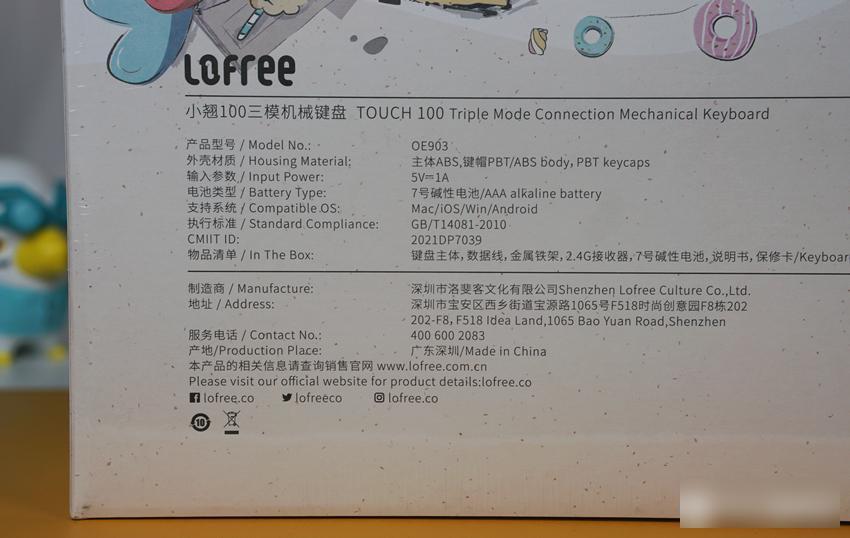 LOFREE
小翘100三模机械键盘 TOUCH 100 Triple Mode Connection Mechanical Keyboard
产品型号 / Model No.: OE903
外壳材质 / Housing Material: 主体ABS,键帽PBT/ABS body, PBT keycaps
输入参数 / Input Power: 5V⎓1A
电池类型 / Battery Type: 7号碱性电池/AAA alkaline battery
支持系统 / Compatible OS: Mac/iOS/Win/Android
执行标准 / Standard Compliance: GB/T14081-2010
CMIIT ID: 2021DP7039
物品清单 / In The Box: 键盘主体, 数据线, 金属铁架, 2.4G接收器, 7号碱性电池, 说明书, 保修卡/Keyboar
制造商 / Manufacture: 深圳市洛斐客文化有限公司Shenzhen Lofree Culture Co.,Ltd.
地址 / Address: 深圳市宝安区西乡街道宝源路1065号F518时尚创意园F8栋202
202-F8, F518 Idea Land,1065 Bao Yuan Road,Shenzhen
服务电话 / Contact No.: 400 600 2083
产地/Production Place: 广东深圳/Made in China
本产品的相关信息请查询销售官网 www.lofree.com.cn
Please visit our official website for product details:lofree.co
lofree.co lofreeco lofree.co
10